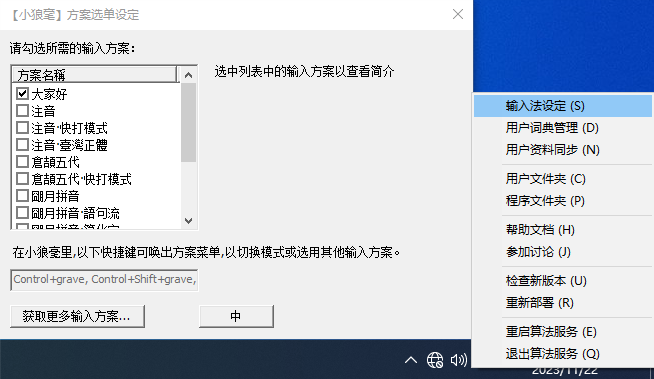 【小狼毫】方案选单设定
请勾选所需的输入方案:
方案名稱
大家好
注音
注音·快打模式
注音·臺灣正體
倉頡五代
倉頡五代·快打模式
朙月拼音
朙月拼音·語句流
选中列表中的输入方案以查看简介
在小狼毫里,以下快捷键可唤出方案菜单,以切换模式或选用其他输入方案。
Control+grave, Control+Shift+grave,
获取更多输入方案...
中
输入法设定 (S)
用户词典管理 (D)
用户资料同步 (N)
用户文件夹 (C)
程序文件夹 (P)
帮助文档 (H)
参加讨论 (J)
检查新版本 (U)
重新部署 (R)
重启算法服务 (E)
退出算法服务 (Q)
2023/11/22